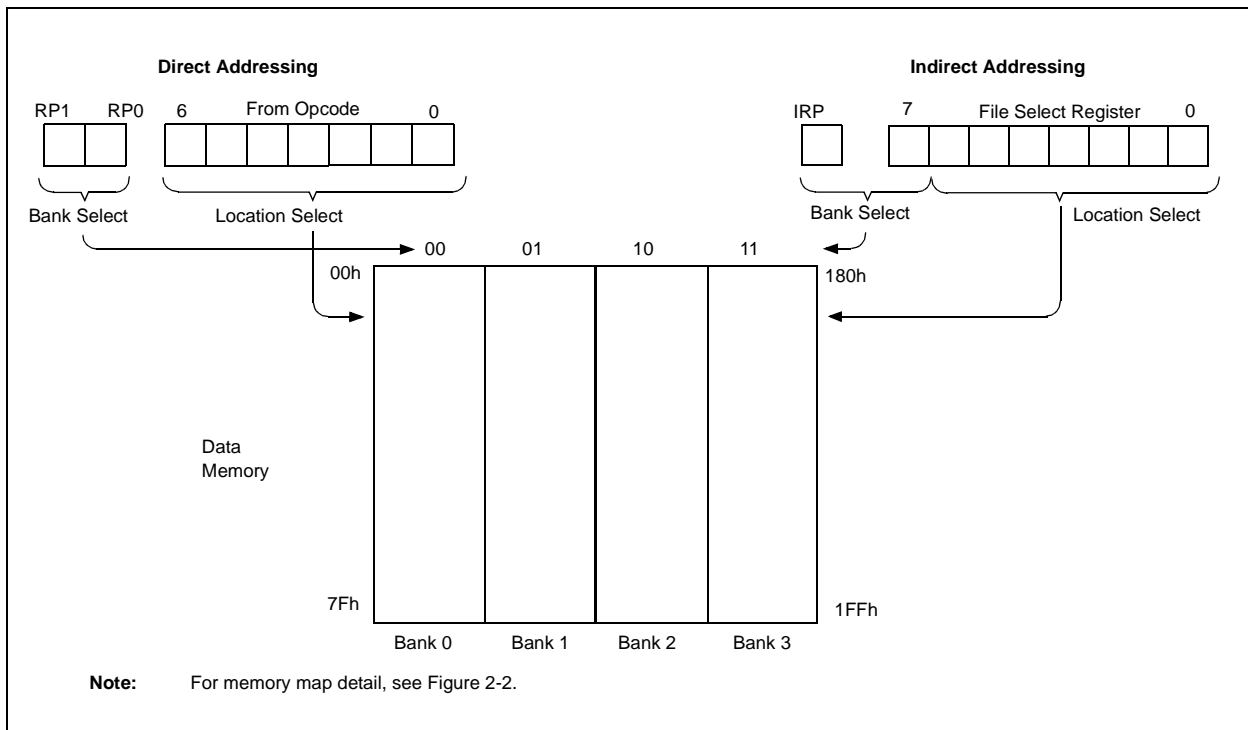 Direct Addressing
Indirect Addressing
RP1 RP0 6 From Opcode 0
IRP 7 File Select Register 0
Bank Select Location Select
Bank Select Location Select
00 01 10 11
00h
180h
Data
Memory
7Fh
1FFh
Bank 0 Bank 1 Bank 2 Bank 3
Note: For memory map detail, see Figure 2-2.